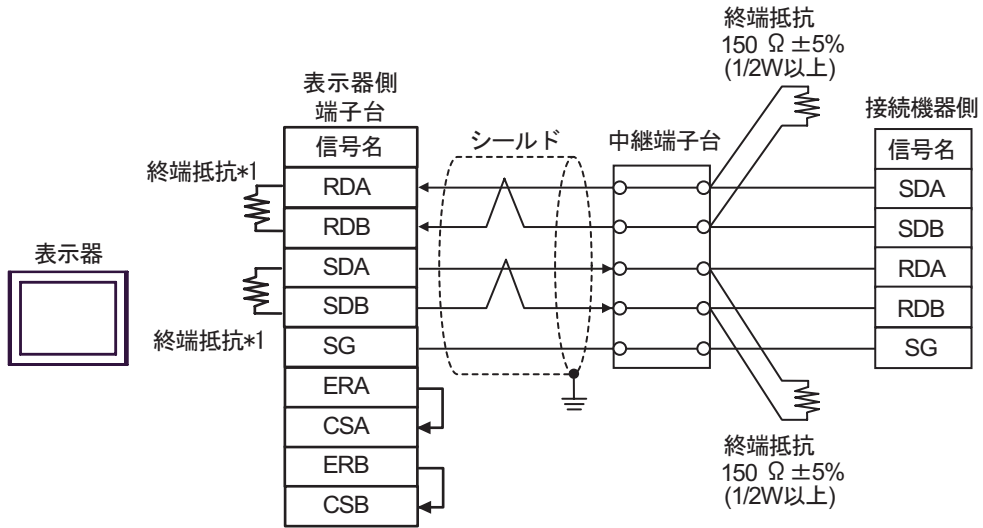 終端抵抗
150 Ω ±5%
(1/2W以上)
表示器側
端子台
接続機器側
信号名
シールド
中継端子台
信号名
終端抵抗*1
RDA
SDA
RDB
SDB
表示器
SDA
RDA
SDB
RDB
終端抵抗*1
SG
SG
ERA
CSA
ERB
CSB
終端抵抗
150 Ω ±5%
(1/2W以上)